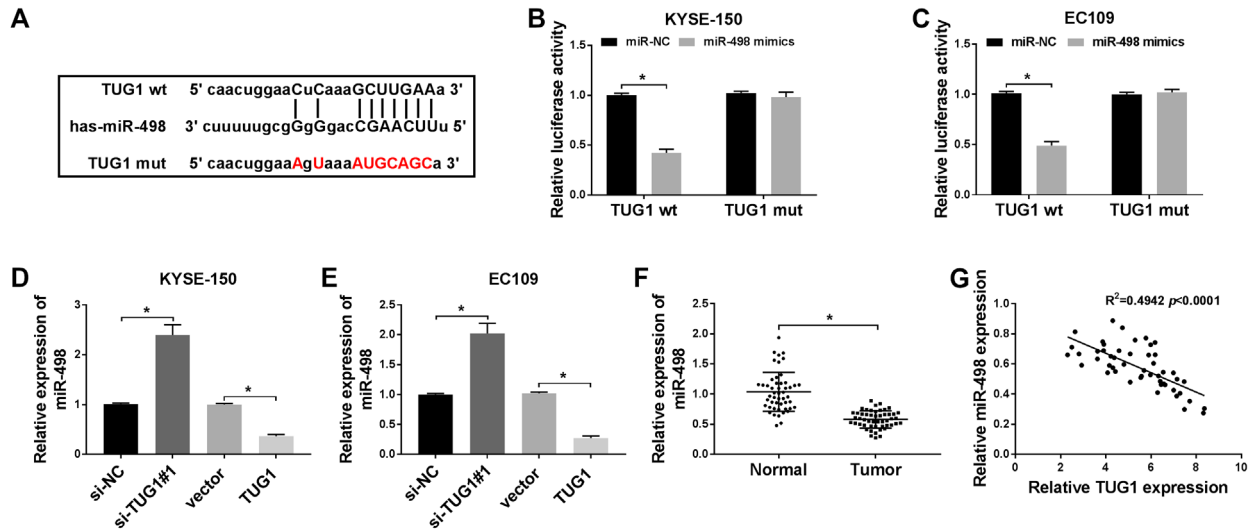 A
TUG1 wt 5' caacuggaaCuCaaaGCUUGAAa 3'
has-miR-498 3' cuuuuugcgGgGgacCGAACUUu 5'
TUG1 mut 5' caacuggaaAgUaaaAUGCAGCa 3'
B
KYSE-150
miR-NC miR-498 mimics
Relative luciferase activity
1.5
1.0
0.5
0.0
*
TUG1 wt TUG1 mut
C
EC109
miR-NC miR-498 mimics
Relative luciferase activity
1.5
1.0
0.5
0.0
*
TUG1 wt TUG1 mut
D
KYSE-150
Relative expression of
miR-498
3
2
1
0
*
*
si-NC si-TUG1#1 vector TUG1
E
EC109
Relative expression of
miR-498
2.5
2.0
1.5
1.0
0.5
0.0
*
*
si-NC si-TUG1#1 vector TUG1
F
Relative expression of
miR-498
2.5
2.0
1.5
1.0
0.5
0.0
*
Normal Tumor
G
R²=0.4942 p<0.0001
Relative miR-498 expression
1.0
0.8
0.6
0.4
0.2
0.0
0 2 4 6 8 10
Relative TUG1 expression